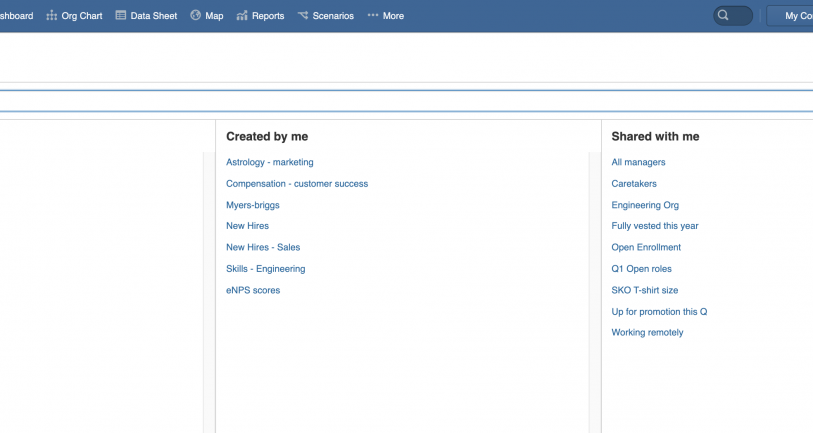 shboard Org Chart Data Sheet Map Reports Scenarios More My Co
Created by me
Astrology - marketing
Compensation - customer success
Myers-briggs
New Hires
New Hires - Sales
Skills - Engineering
eNPS scores
Shared with me
All managers
Caretakers
Engineering Org
Fully vested this year
Open Enrollment
Q1 Open roles
SKO T-shirt size
Up for promotion this Q
Working remotely